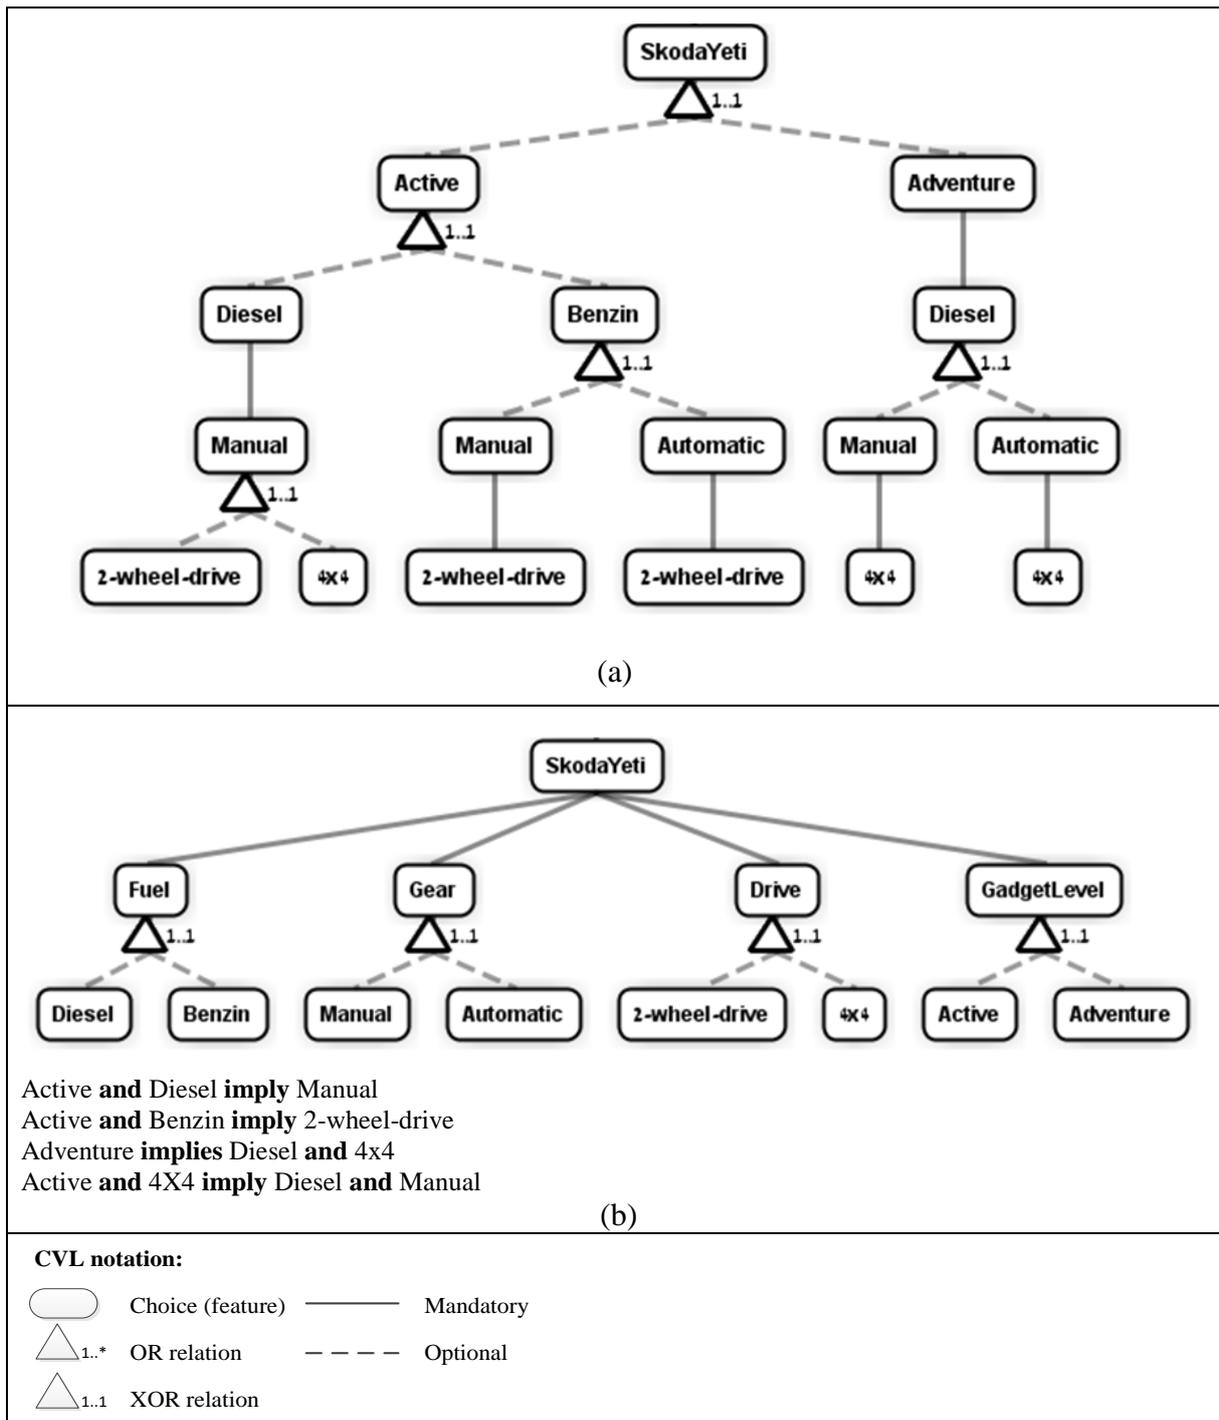 SkodaYeti
1..1
Active
Adventure
1..1
Diesel
Benzin
Diesel
1..1
1..1
Manual
Manual
Automatic
Manual
Automatic
1..1
2-wheel-drive
4x4
2-wheel-drive
2-wheel-drive
4x4
4x4
(a)
SkodaYeti
Fuel
Gear
Drive
GadgetLevel
1..1
1..1
1..1
1..1
Diesel
Benzin
Manual
Automatic
2-wheel-drive
4x4
Active
Adventure
Active and Diesel imply Manual
Active and Benzin imply 2-wheel-drive
Adventure implies Diesel and 4x4
Active and 4X4 imply Diesel and Manual
(b)
CVL notation:
Choice (feature)
Mandatory
1..*
OR relation
Optional
1..1
XOR relation